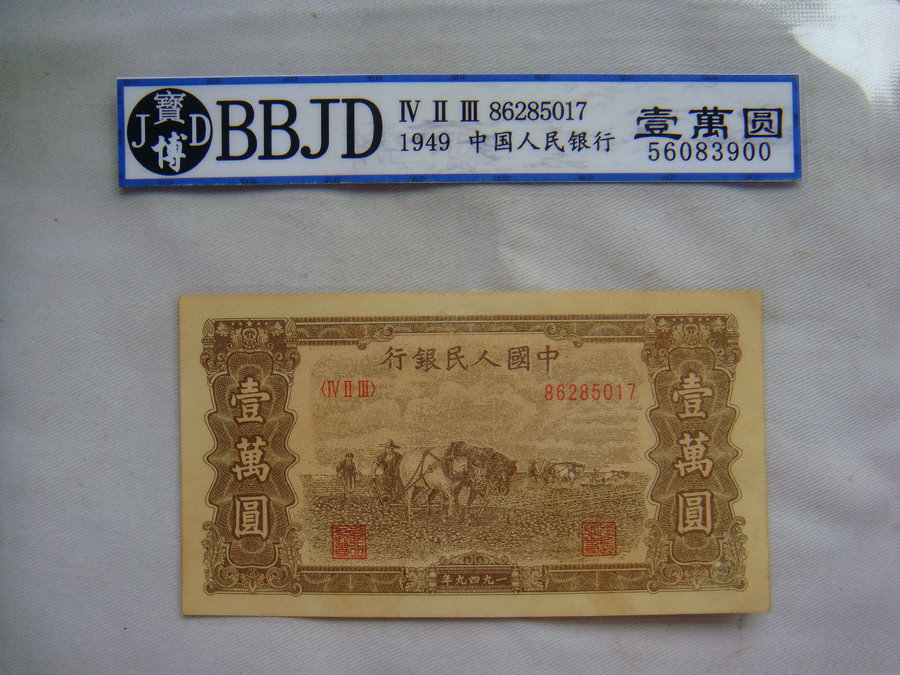 寶
J D
博
BBJD
Ⅳ Ⅱ Ⅲ 86285017
1949 中国人民银行
壹萬圆
56083900
行銀民人國中
〈Ⅳ Ⅱ Ⅲ〉 86285017
壹萬圓
壹萬圓
年九四九一